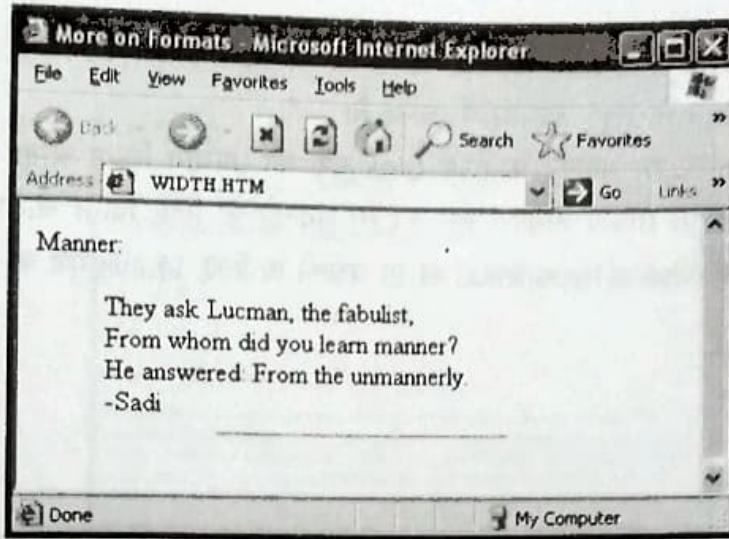 More on Formats - Microsoft Internet Explorer
File Edit View Favorites Tools Help
Back Search Favorites »
Address WIDTH.HTM Go Links »
Manner:
They ask Lucman, the fabulist,
From whom did you learn manner?
He answered: From the unmannerly.
-Sadi
Done My Computer